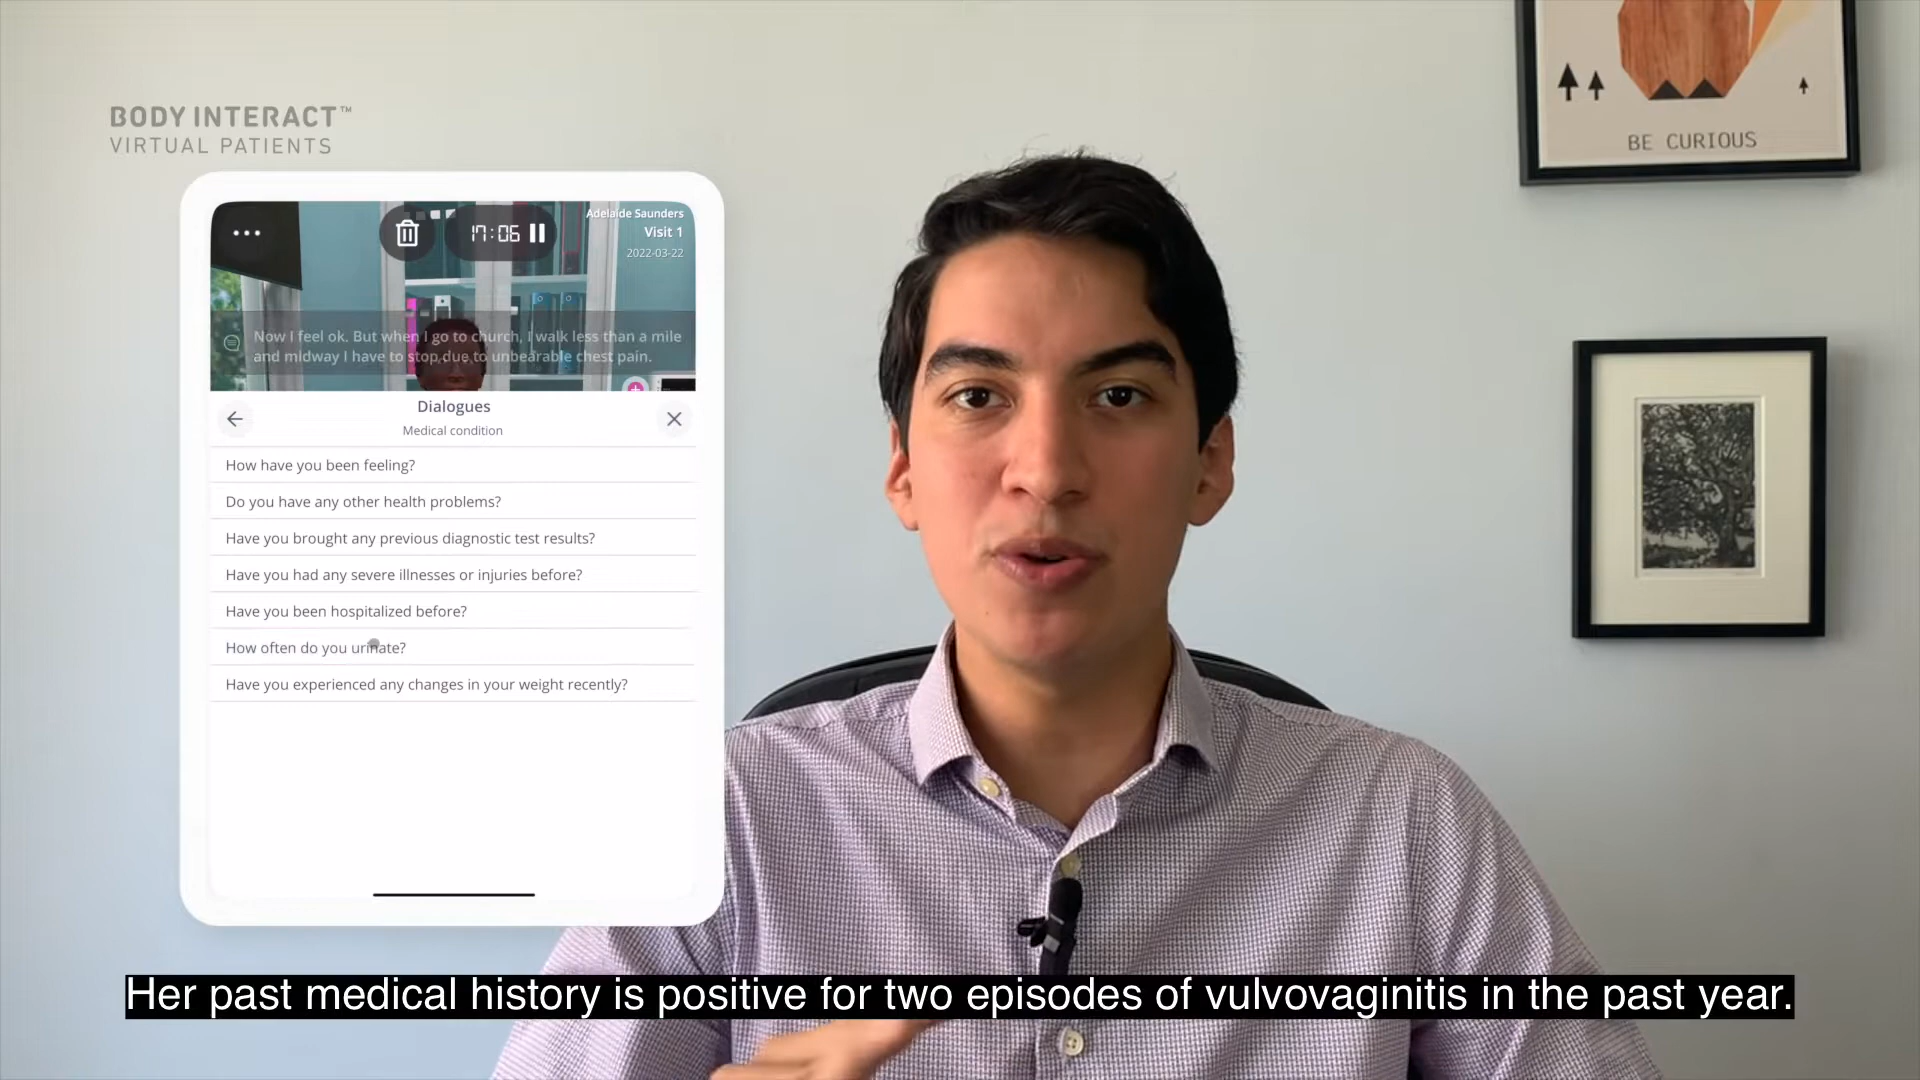 BODY INTERACT™
VIRTUAL PATIENTS
BE CURIOUS
17:06
Adelaide Saunders
Visit 1
2022-03-22
Now I feel ok. But when I go to church, I walk less than a mile
and midway I have to stop due to unbearable chest pain.
Dialogues
Medical condition
How have you been feeling?
Do you have any other health problems?
Have you brought any previous diagnostic test results?
Have you had any severe illnesses or injuries before?
Have you been hospitalized before?
How often do you urinate?
Have you experienced any changes in your weight recently?
Her past medical history is positive for two episodes of vulvovaginitis in the past year.